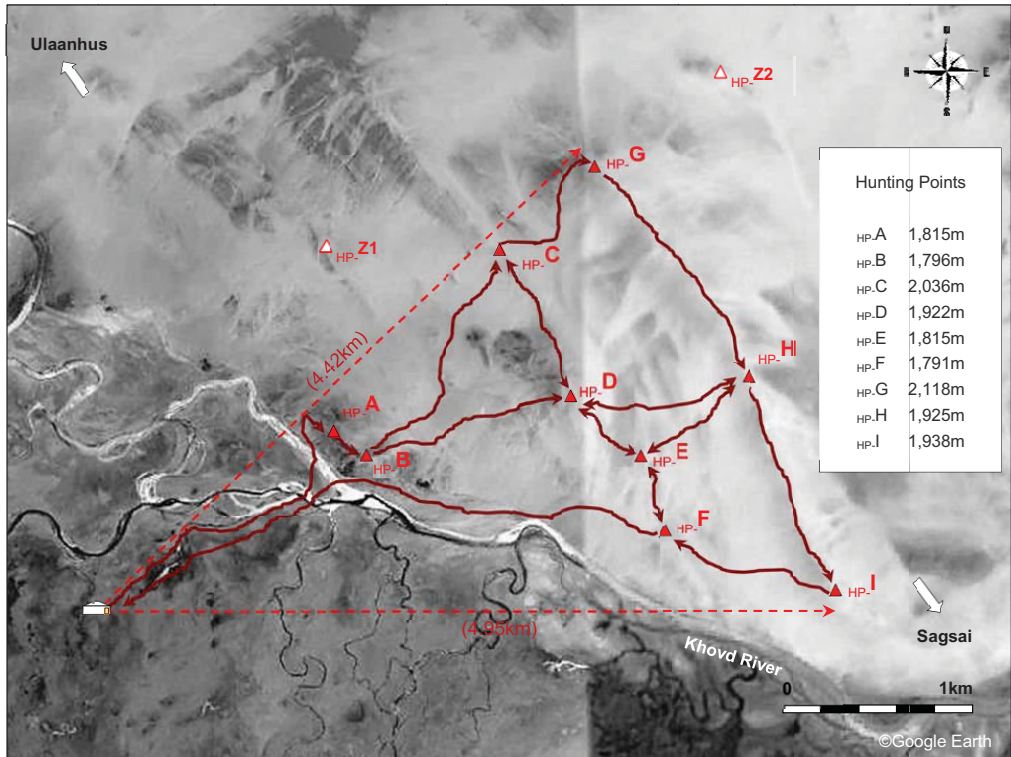 Ulaanhus
HP-Z2
HP-G
Hunting Points
HP-A 1,815m
HP-B 1,796m
HP-C 2,036m
HP-D 1,922m
HP-E 1,815m
HP-F 1,791m
HP-G 2,118m
HP-H 1,925m
HP-I 1,938m
HP-Z1
HP-C
(4.42km)
HP-H
HP-D
HP-A
HP-B
HP-E
HP-F
HP-I
(4.95km)
Sagsai
Khovd River
0 1km
©Google Earth
E
S